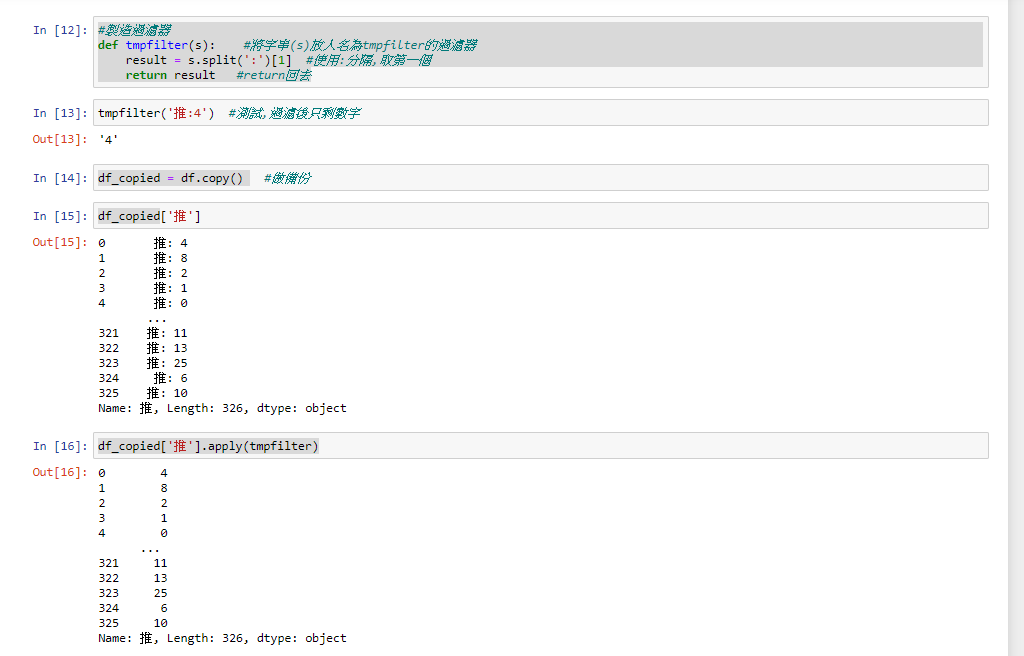 In [12]: #製造過濾器
def tmpfilter(s):    #將字串(s)放入名為tmpfilter的過濾器
    result = s.split(':')[1]  #使用:分隔,取第一個
    return result   #return回去
In [13]: tmpfilter('推:4')  #測試,過濾後只剩數字
Out[13]: '4'
In [14]: df_copied = df.copy()   #做備份
In [15]: df_copied['推']
Out[15]: 0       推: 4
1       推: 8
2       推: 2
3       推: 1
4       推: 0
...
321    推: 11
322    推: 13
323    推: 25
324     推: 6
325    推: 10
Name: 推, Length: 326, dtype: object
In [16]: df_copied['推'].apply(tmpfilter)
Out[16]: 0        4
1        8
2        2
3        1
4        0
...
321     11
322     13
323     25
324      6
325     10
Name: 推, Length: 326, dtype: object